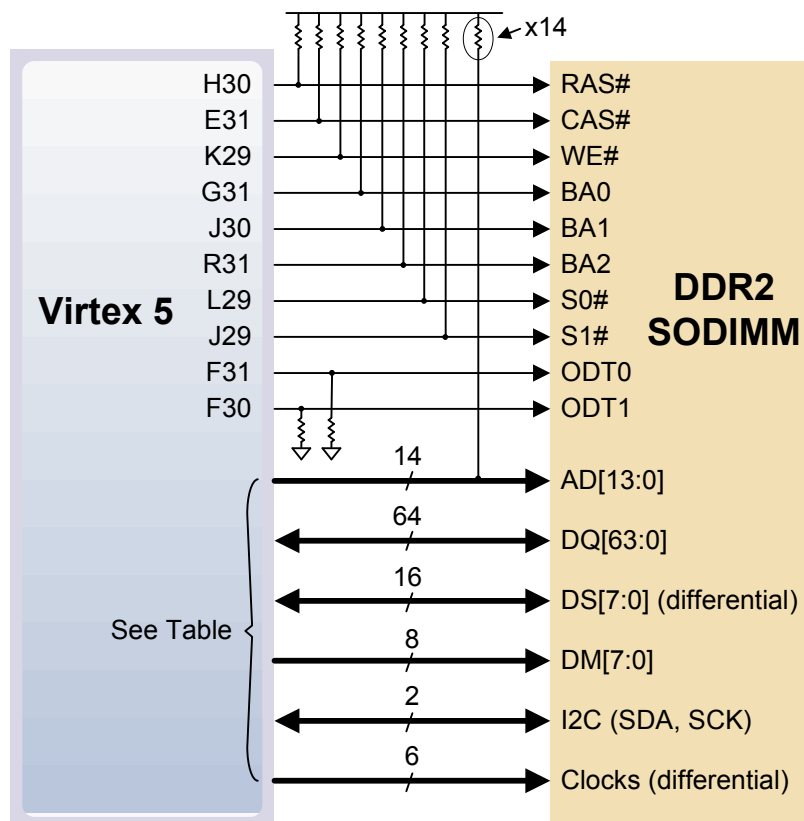 x14
H30 RAS#
E31 CAS#
K29 WE#
G31 BA0
J30 BA1
R31 BA2
L29 S0#
J29 S1#
F31 ODT0
F30 ODT1
Virtex 5
DDR2
SODIMM
14 AD[13:0]
64 DQ[63:0]
16 DS[7:0] (differential)
See Table
8 DM[7:0]
2 I2C (SDA, SCK)
6 Clocks (differential)